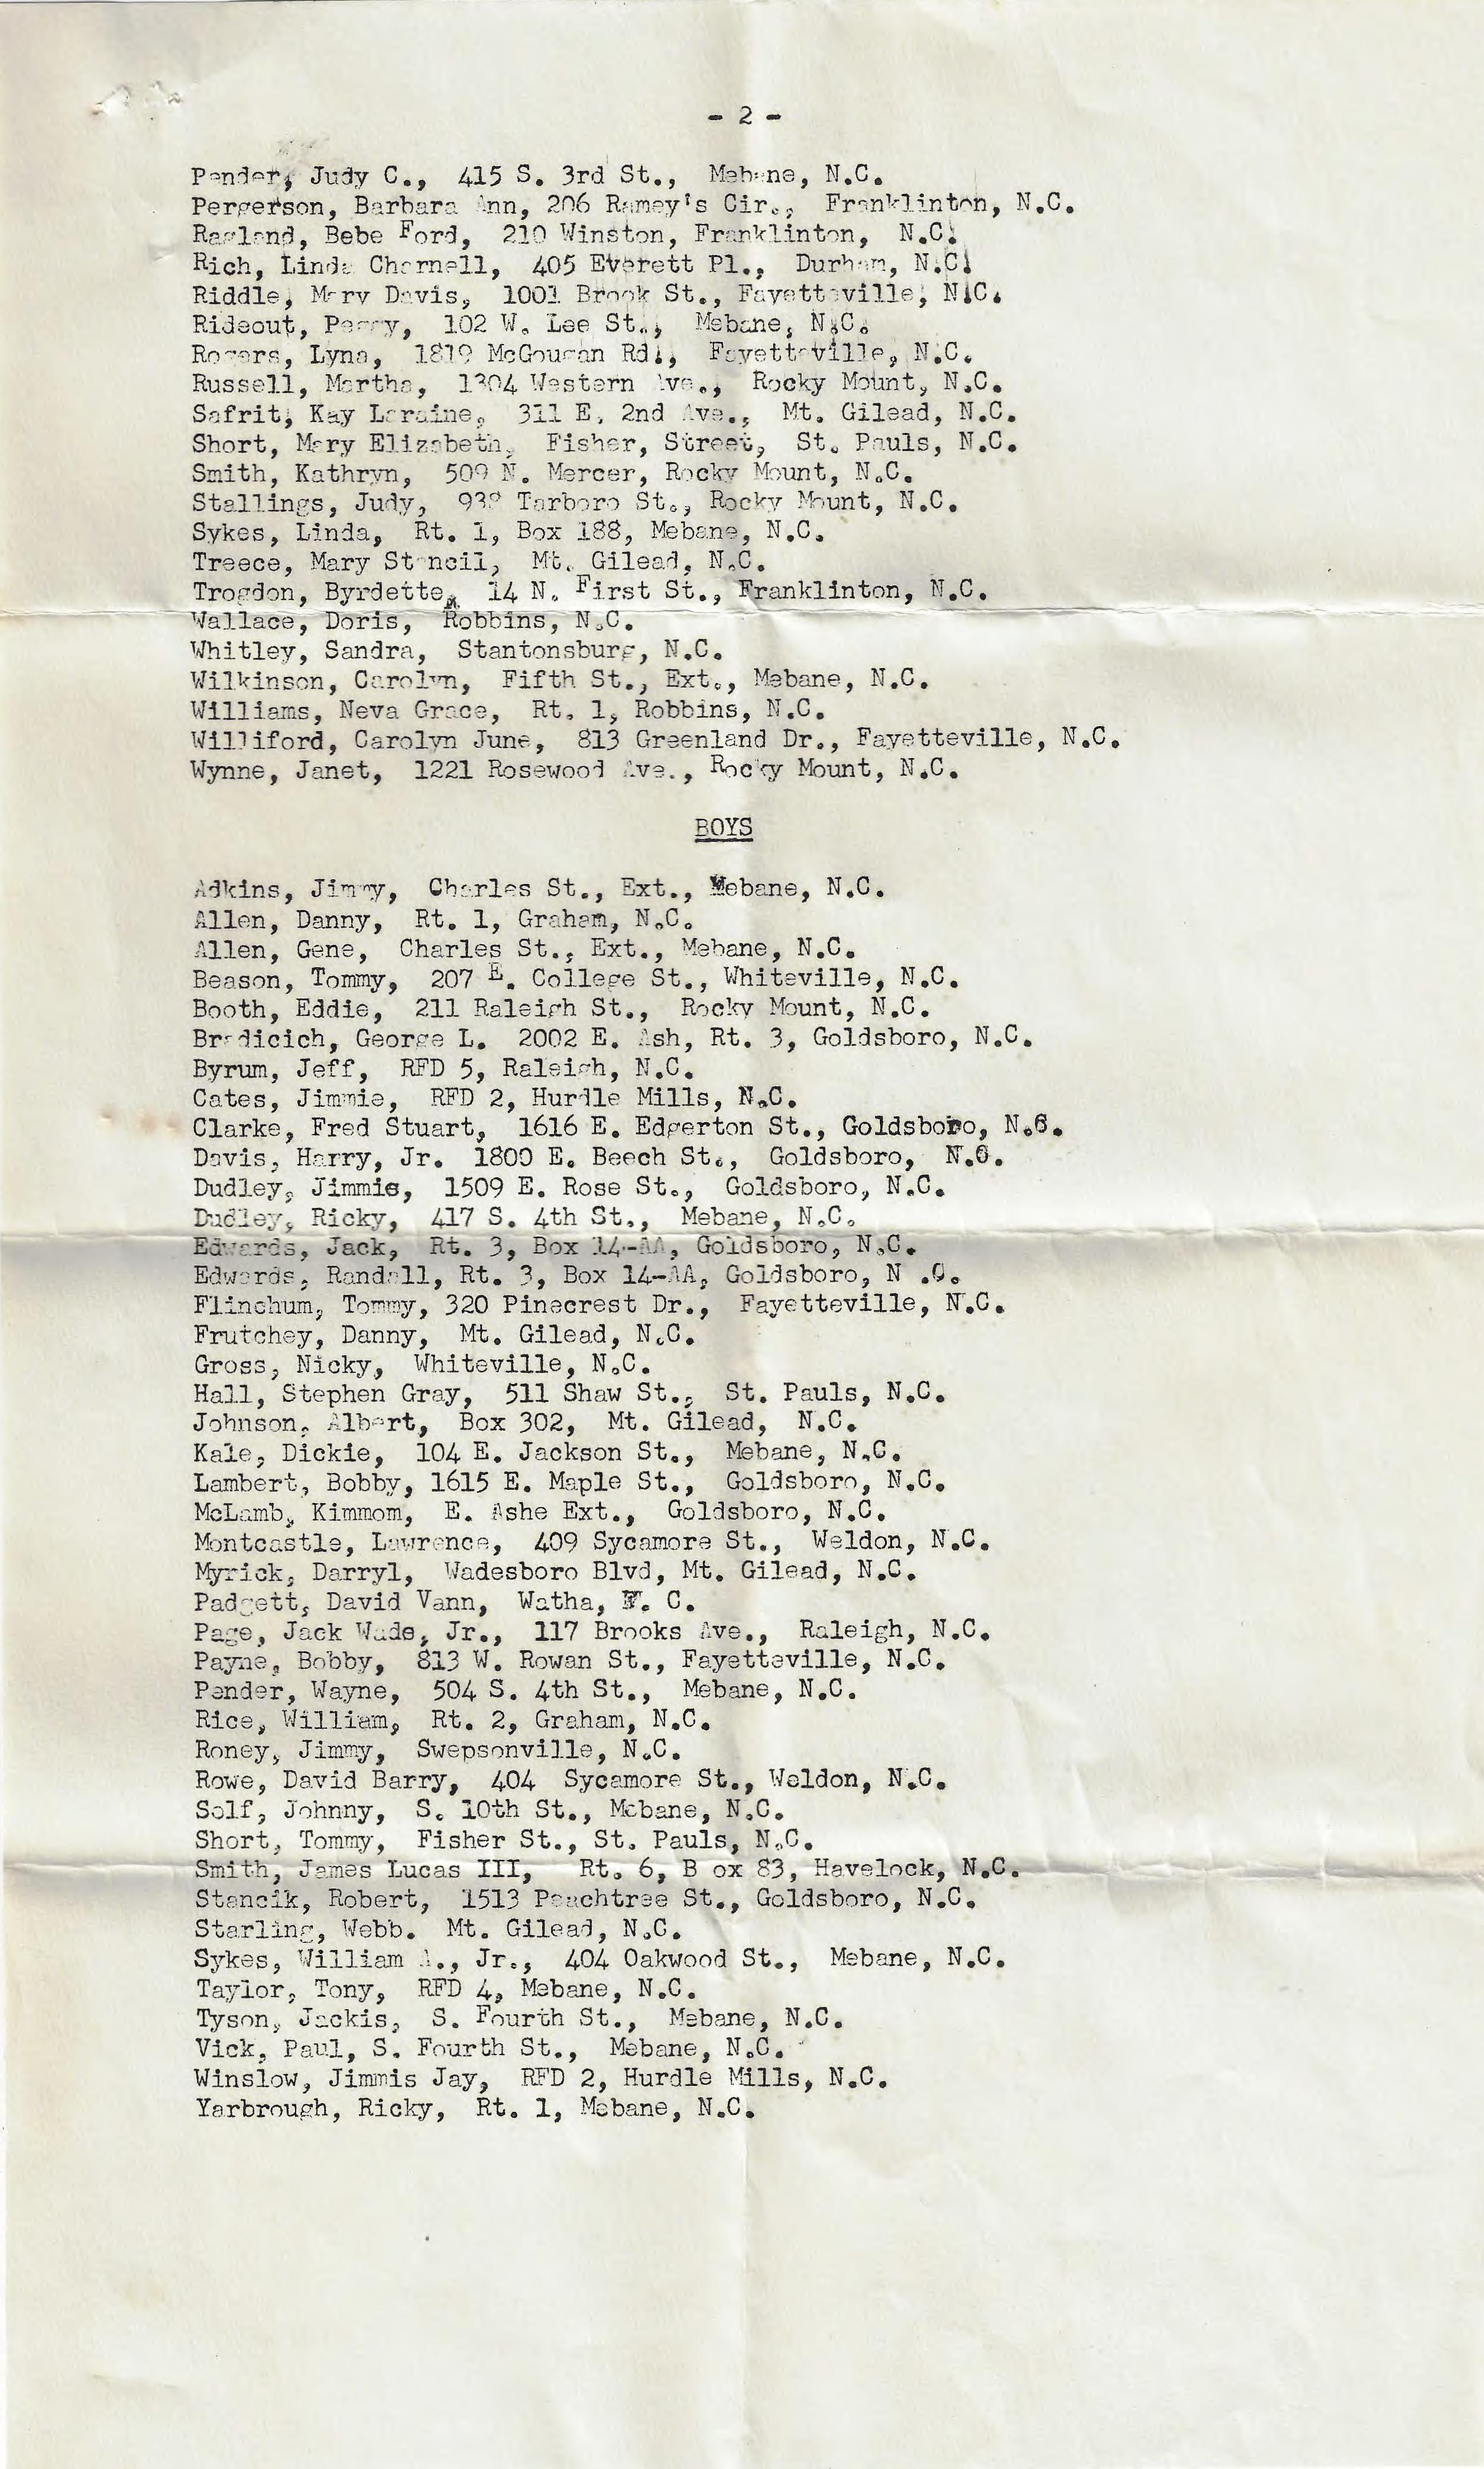 - 2 -
Pender, Judy C., 415 S. 3rd St., Mebane, N.C.
Pergerson, Barbara Ann, 206 Ramey's Cir., Franklinton, N.C.
Ragland, Bebe Ford, 210 Winston, Franklinton, N.C.
Rich, Linda Charnell, 405 Everett Pl., Durham, N.C.
Riddle, Mary Davis, 1001 Brook St., Fayetteville, N.C.
Rideout, Peggy, 102 W. Lee St., Mebane, N.C.
Rogers, Lyna, 1819 McGougan Rd., Fayetteville, N.C.
Russell, Martha, 1304 Western Ave., Rocky Mount, N.C.
Safrit, Kay Loraine, 311 E. 2nd Ave., Mt. Gilead, N.C.
Short, Mary Elizabeth, Fisher, Street, St. Pauls, N.C.
Smith, Kathryn, 509 N. Mercer, Rocky Mount, N.C.
Stallings, Judy, 938 Tarboro St., Rocky Mount, N.C.
Sykes, Linda, Rt. 1, Box 188, Mebane, N.C.
Treece, Mary Stancil, Mt. Gilead, N.C.
Trogdon, Byrdette, 14 N. First St., Franklinton, N.C.
Wallace, Doris, Robbins, N.C.
Whitley, Sandra, Stantonsburg, N.C.
Wilkinson, Carolyn, Fifth St., Ext., Mebane, N.C.
Williams, Neva Grace, Rt. 1, Robbins, N.C.
Williford, Carolyn June, 813 Greenland Dr., Fayetteville, N.C.
Wynne, Janet, 1221 Rosewood Ave., Rocky Mount, N.C.
BOYS
Adkins, Jimmy, Charles St., Ext., Mebane, N.C.
Allen, Danny, Rt. 1, Graham, N.C.
Allen, Gene, Charles St., Ext., Mebane, N.C.
Beason, Tommy, 207 E. College St., Whiteville, N.C.
Booth, Eddie, 211 Raleigh St., Rocky Mount, N.C.
Bradicich, George L. 2002 E. Ash, Rt. 3, Goldsboro, N.C.
Byrum, Jeff, RFD 5, Raleigh, N.C.
Cates, Jimmie, RFD 2, Hurdle Mills, N.C.
Clarke, Fred Stuart, 1616 E. Edgerton St., Goldsboro, N.C.
Davis, Harry, Jr. 1800 E. Beech St., Goldsboro, N.C.
Dudley, Jimmie, 1509 E. Rose St., Goldsboro, N.C.
Dudley, Ricky, 417 S. 4th St., Mebane, N.C.
Edwards, Jack, Rt. 3, Box 14-AA, Goldsboro, N.C.
Edwards, Randall, Rt. 3, Box 14-AA, Goldsboro, N .C.
Flinchum, Tommy, 320 Pinecrest Dr., Fayetteville, N.C.
Frutchey, Danny, Mt. Gilead, N.C.
Gross, Nicky, Whiteville, N.C.
Hall, Stephen Gray, 511 Shaw St., St. Pauls, N.C.
Johnson, Albert, Box 302, Mt. Gilead, N.C.
Kale, Dickie, 104 E. Jackson St., Mebane, N.C.
Lambert, Bobby, 1615 E. Maple St., Goldsboro, N.C.
McLamb, Kimmom, E. Ashe Ext., Goldsboro, N.C.
Montcastle, Lawrence, 409 Sycamore St., Weldon, N.C.
Myrick, Darryl, Wadesboro Blvd, Mt. Gilead, N.C.
Padgett, David Vann, Watha, N. C.
Page, Jack Wade, Jr., 117 Brooks Ave., Raleigh, N.C.
Payne, Bobby, 813 W. Rowan St., Fayetteville, N.C.
Pender, Wayne, 504 S. 4th St., Mebane, N.C.
Rice, William, Rt. 2, Graham, N.C.
Roney, Jimmy, Swepsonville, N.C.
Rowe, David Barry, 404 Sycamore St., Weldon, N.C.
Self, Johnny, S. 10th St., Mebane, N.C.
Short, Tommy, Fisher St., St. Pauls, N.C.
Smith, James Lucas III, Rt. 6, B ox 83, Havelock, N.C.
Stancik, Robert, 1513 Peachtree St., Goldsboro, N.C.
Starling, Webb. Mt. Gilead, N.C.
Sykes, William A., Jr., 404 Oakwood St., Mebane, N.C.
Taylor, Tony, RFD 4, Mebane, N.C.
Tyson, Jackie, S. Fourth St., Mebane, N.C.
Vick, Paul, S. Fourth St., Mebane, N.C.
Winslow, Jimmie Jay, RFD 2, Hurdle Mills, N.C.
Yarbrough, Ricky, Rt. 1, Mebane, N.C.